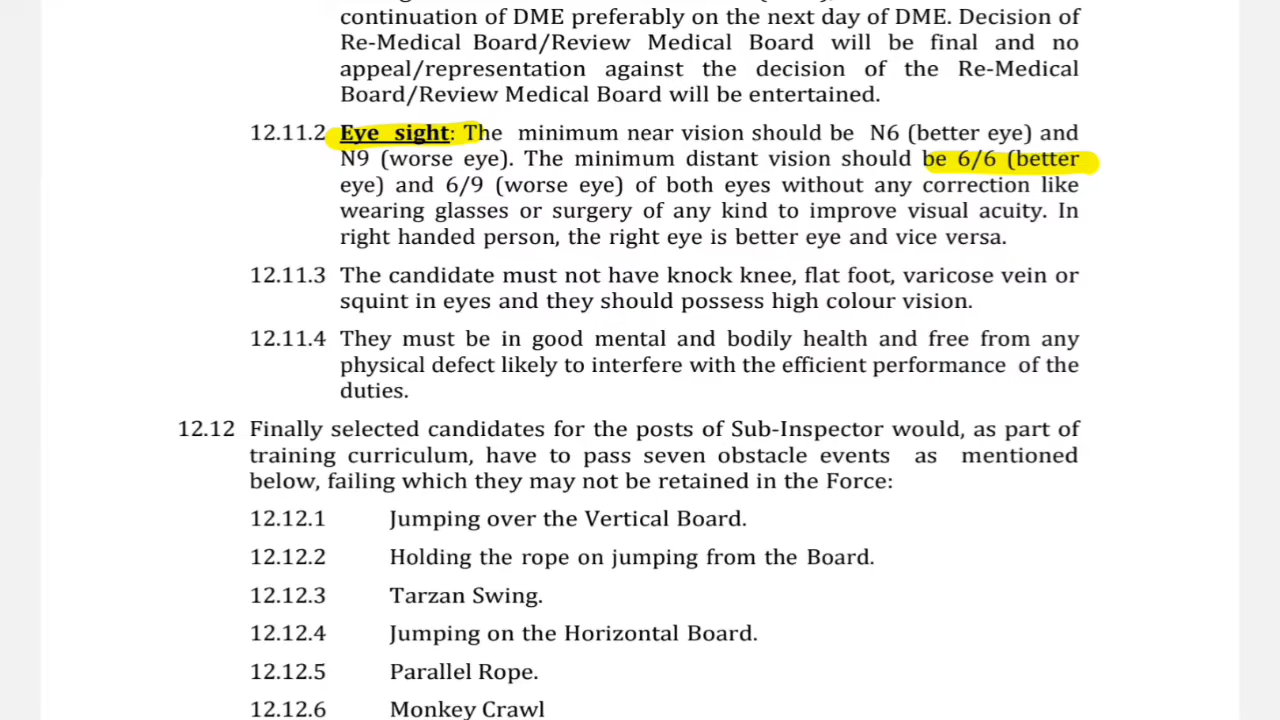 continuation of DME preferably on the next day of DME. Decision of
Re-Medical Board/Review Medical Board will be final and no
appeal/representation against the decision of the Re-Medical
Board/Review Medical Board will be entertained.
12.11.2 Eye sight: The minimum near vision should be N6 (better eye) and
N9 (worse eye). The minimum distant vision should be 6/6 (better
eye) and 6/9 (worse eye) of both eyes without any correction like
wearing glasses or surgery of any kind to improve visual acuity. In
right handed person, the right eye is better eye and vice versa.
12.11.3 The candidate must not have knock knee, flat foot, varicose vein or
squint in eyes and they should possess high colour vision.
12.11.4 They must be in good mental and bodily health and free from any
physical defect likely to interfere with the efficient performance of the
duties.
12.12 Finally selected candidates for the posts of Sub-Inspector would, as part of
training curriculum, have to pass seven obstacle events as mentioned
below, failing which they may not be retained in the Force:
12.12.1 Jumping over the Vertical Board.
12.12.2 Holding the rope on jumping from the Board.
12.12.3 Tarzan Swing.
12.12.4 Jumping on the Horizontal Board.
12.12.5 Parallel Rope.
12.12.6 Monkey Crawl